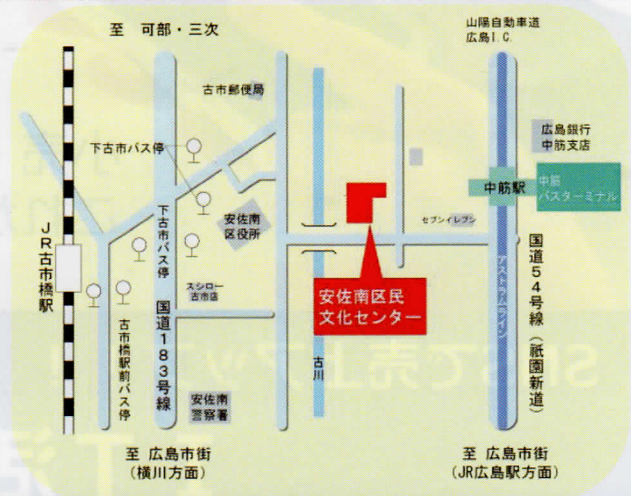 至 可部・三次
山陽自動車道
広島I.C.
古市郵便局
広島銀行
中筋支店
下古市バス停
中筋駅
中筋
バスターミナル
安佐南
区役所
セブンイレブン
下古市バス停
JR古市橋駅
国道54号線(祇園新道)
アストラムライン
スシロー
古市店
安佐南区民
文化センター
国道183号線
古市橋駅前バス停
古川
安佐南
警察署
至 広島市街
(横川方面)
至 広島市街
(JR広島駅方面)